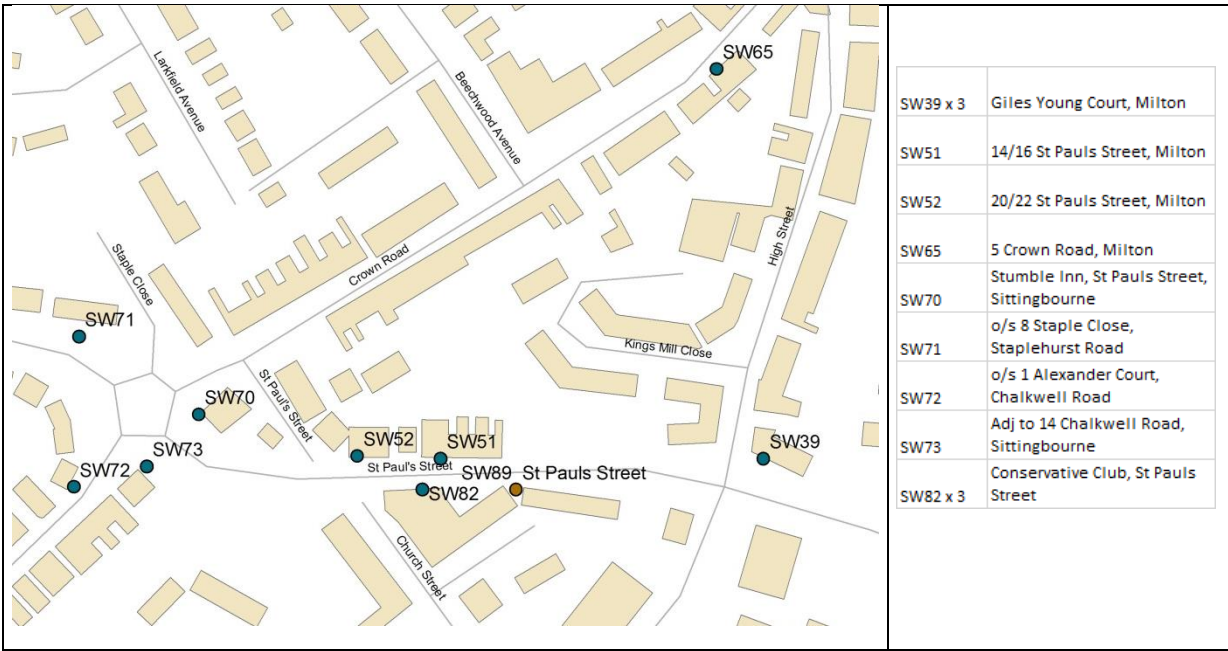 SW65
Larkfield Avenue
Beechwood Avenue
High Street
Staple Close
Crown Road
SW71
Kings Mill Close
St Paul's Street
SW70
SW52
SW51
SW39
SW73
St Paul's Street
SW72
SW89 St Pauls Street
SW82
Church Street
SW39 x 3 Giles Young Court, Milton
SW51 14/16 St Pauls Street, Milton
SW52 20/22 St Pauls Street, Milton
SW65 5 Crown Road, Milton
SW70 Stumble Inn, St Pauls Street,
Sittingbourne
SW71 o/s 8 Staple Close,
Staplehurst Road
SW72 o/s 1 Alexander Court,
Chalkwell Road
SW73 Adj to 14 Chalkwell Road,
Sittingbourne
SW82 x 3 Conservative Club, St Pauls
Street